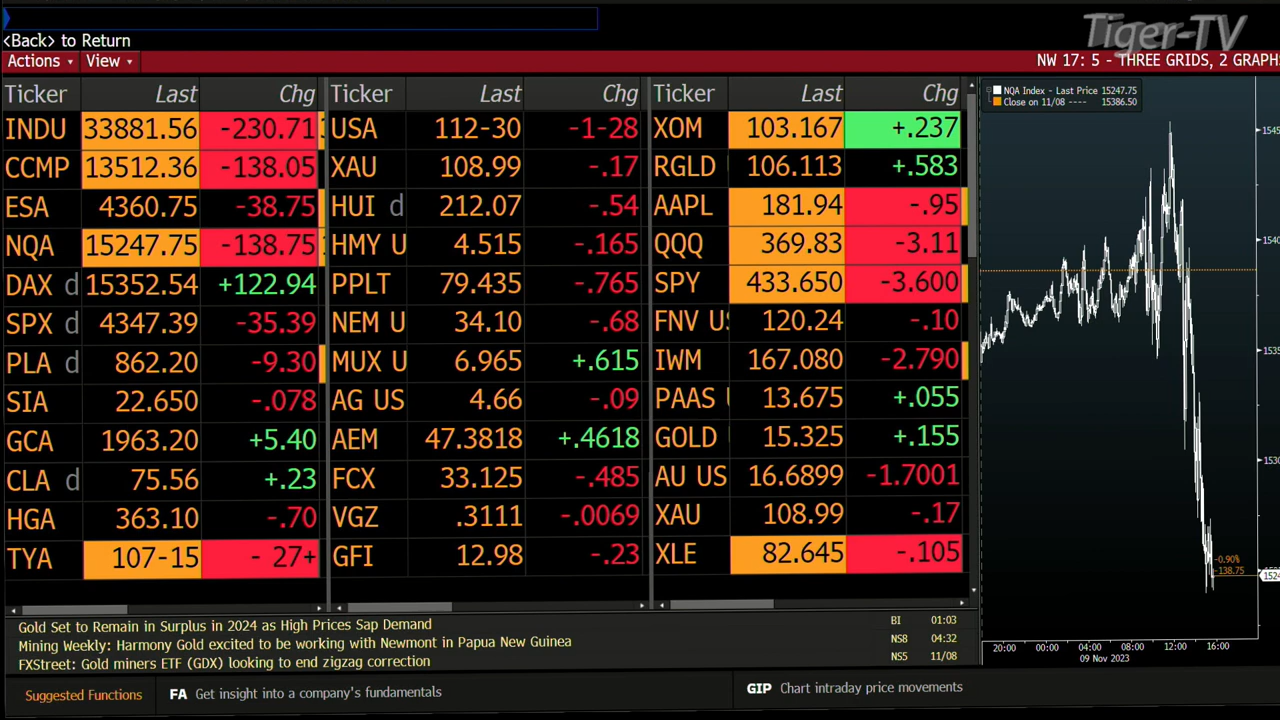 Tiger-TV
<Back> to Return
Actions View
NW 17: 5 - THREE GRIDS, 2 GRAPHS
Ticker Last Chg Ticker Last Chg Ticker Last Chg
INDU 33881.56 -230.71 USA 112-30 -1-28 XOM 103.167 +.237
CCMP 13512.36 -138.05 XAU 108.99 -.17 RGLD 106.113 +.583
ESA 4360.75 -38.75 HUI d 212.07 -.54 AAPL 181.94 -.95
NQA 15247.75 -138.75 HMY U 4.515 -.165 QQQ 369.83 -3.11
DAX d 15352.54 +122.94 PPLT 79.435 -.765 SPY 433.650 -3.600
SPX d 4347.39 -35.39 NEM U 34.10 -.68 FNV US 120.24 -.10
PLA d 862.20 -9.30 MUX U 6.965 +.615 IWM 167.080 -2.790
SIA 22.650 -.078 AG US 4.66 -.09 PAAS 13.675 +.055
GCA 1963.20 +5.40 AEM 47.3818 +.4618 GOLD 15.325 +.155
CLA d 75.56 +.23 FCX 33.125 -.485 AU US 16.6899 -1.7001
HGA 363.10 -.70 VGZ .3111 -.0069 XAU 108.99 -.17
TYA 107-15 - 27+ GFI 12.98 -.23 XLE 82.645 -.105
NQA Index - Last Price 15247.75
Close on 11/08 ---- 15386.50
1545
1540
1535
1530
-0.90%
-138.75
1524
20:00 00:00 04:00 08:00 12:00 16:00
09 Nov 2023
Gold Set to Remain in Surplus in 2024 as High Prices Sap Demand BI 01:03
Mining Weekly: Harmony Gold excited to be working with Newmont in Papua New Guinea NS8 04:32
FXStreet: Gold miners ETF (GDX) looking to end zigzag correction NS5 11/08
Suggested Functions FA Get insight into a company's fundamentals GIP Chart intraday price movements